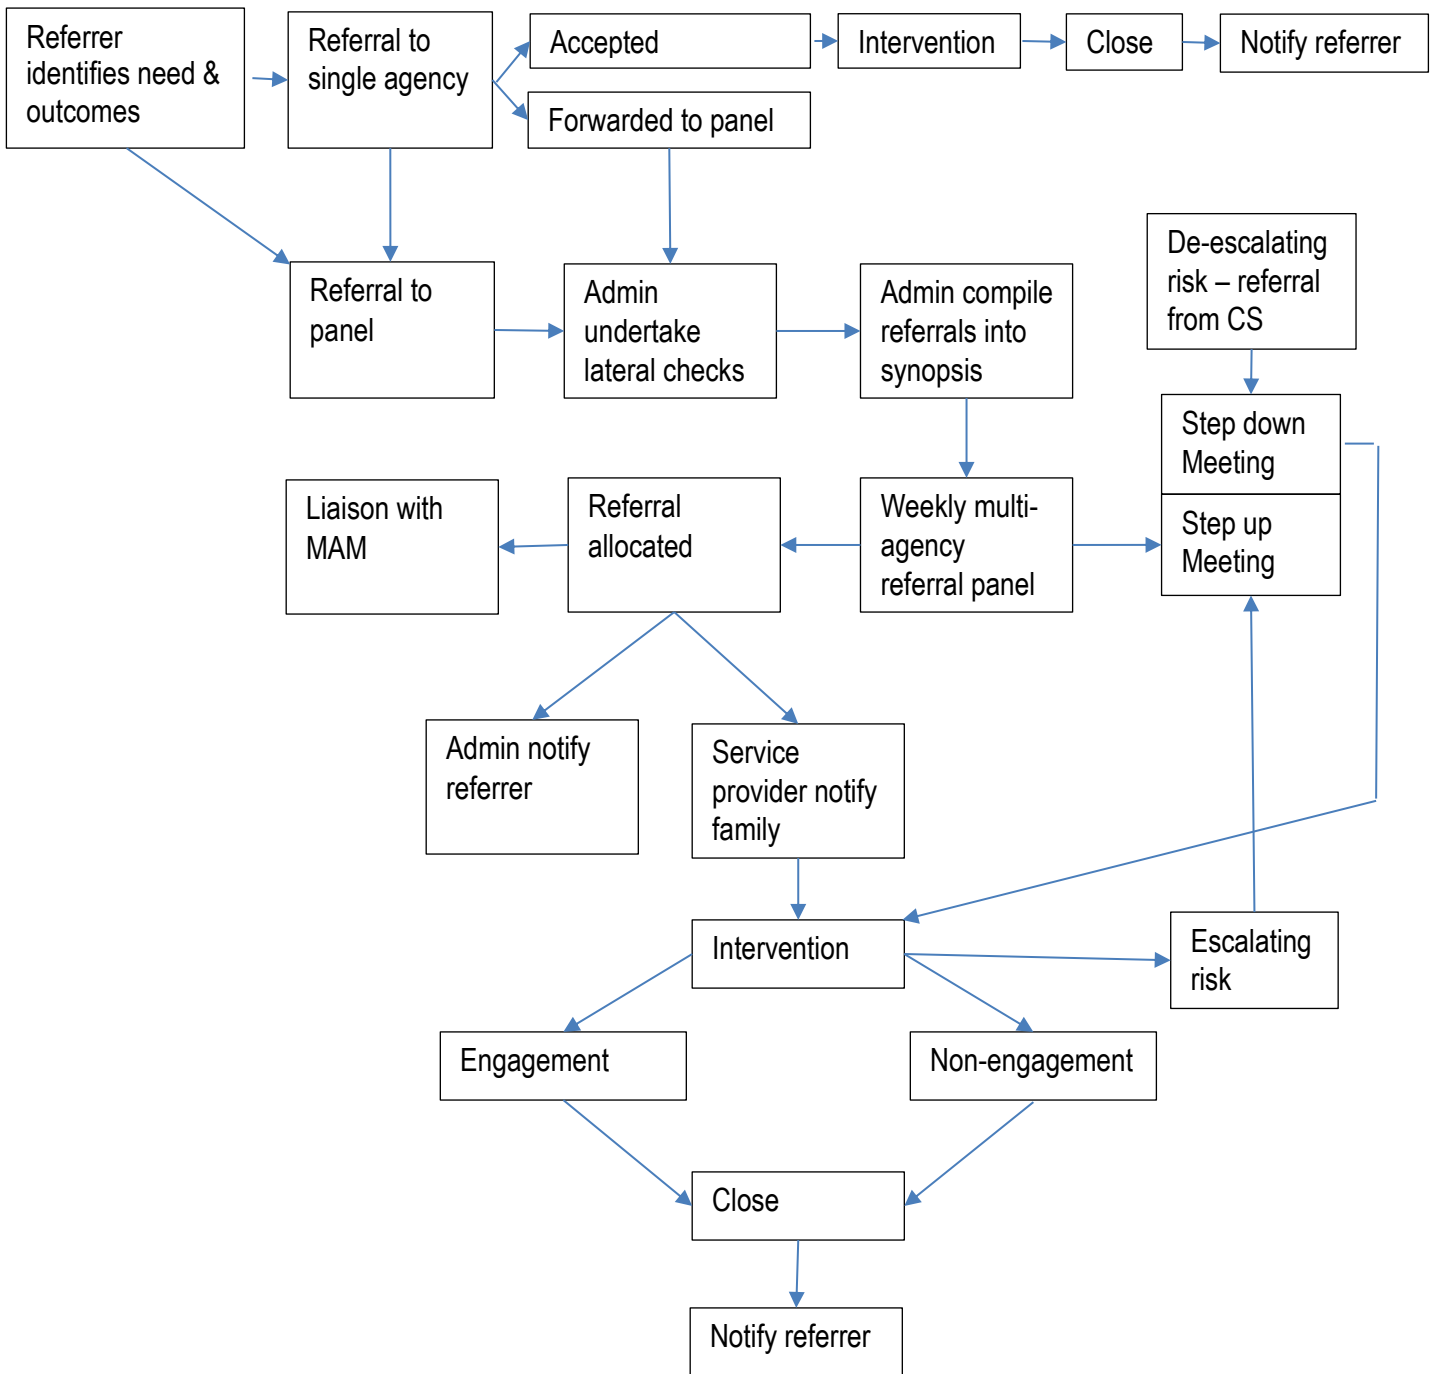 Referrer
identifies need &
outcomes
Referral to
single agency
Accepted
Intervention
Close
Notify referrer
Forwarded to panel
De-escalating
risk – referral
from CS
Referral to
panel
Admin
undertake
lateral checks
Admin compile
referrals into
synopsis
Step down
Meeting
Liaison with
MAM
Referral
allocated
Weekly multi-
agency
referral panel
Step up
Meeting
Admin notify
referrer
Service
provider notify
family
Intervention
Escalating
risk
Engagement
Non-engagement
Close
Notify referrer